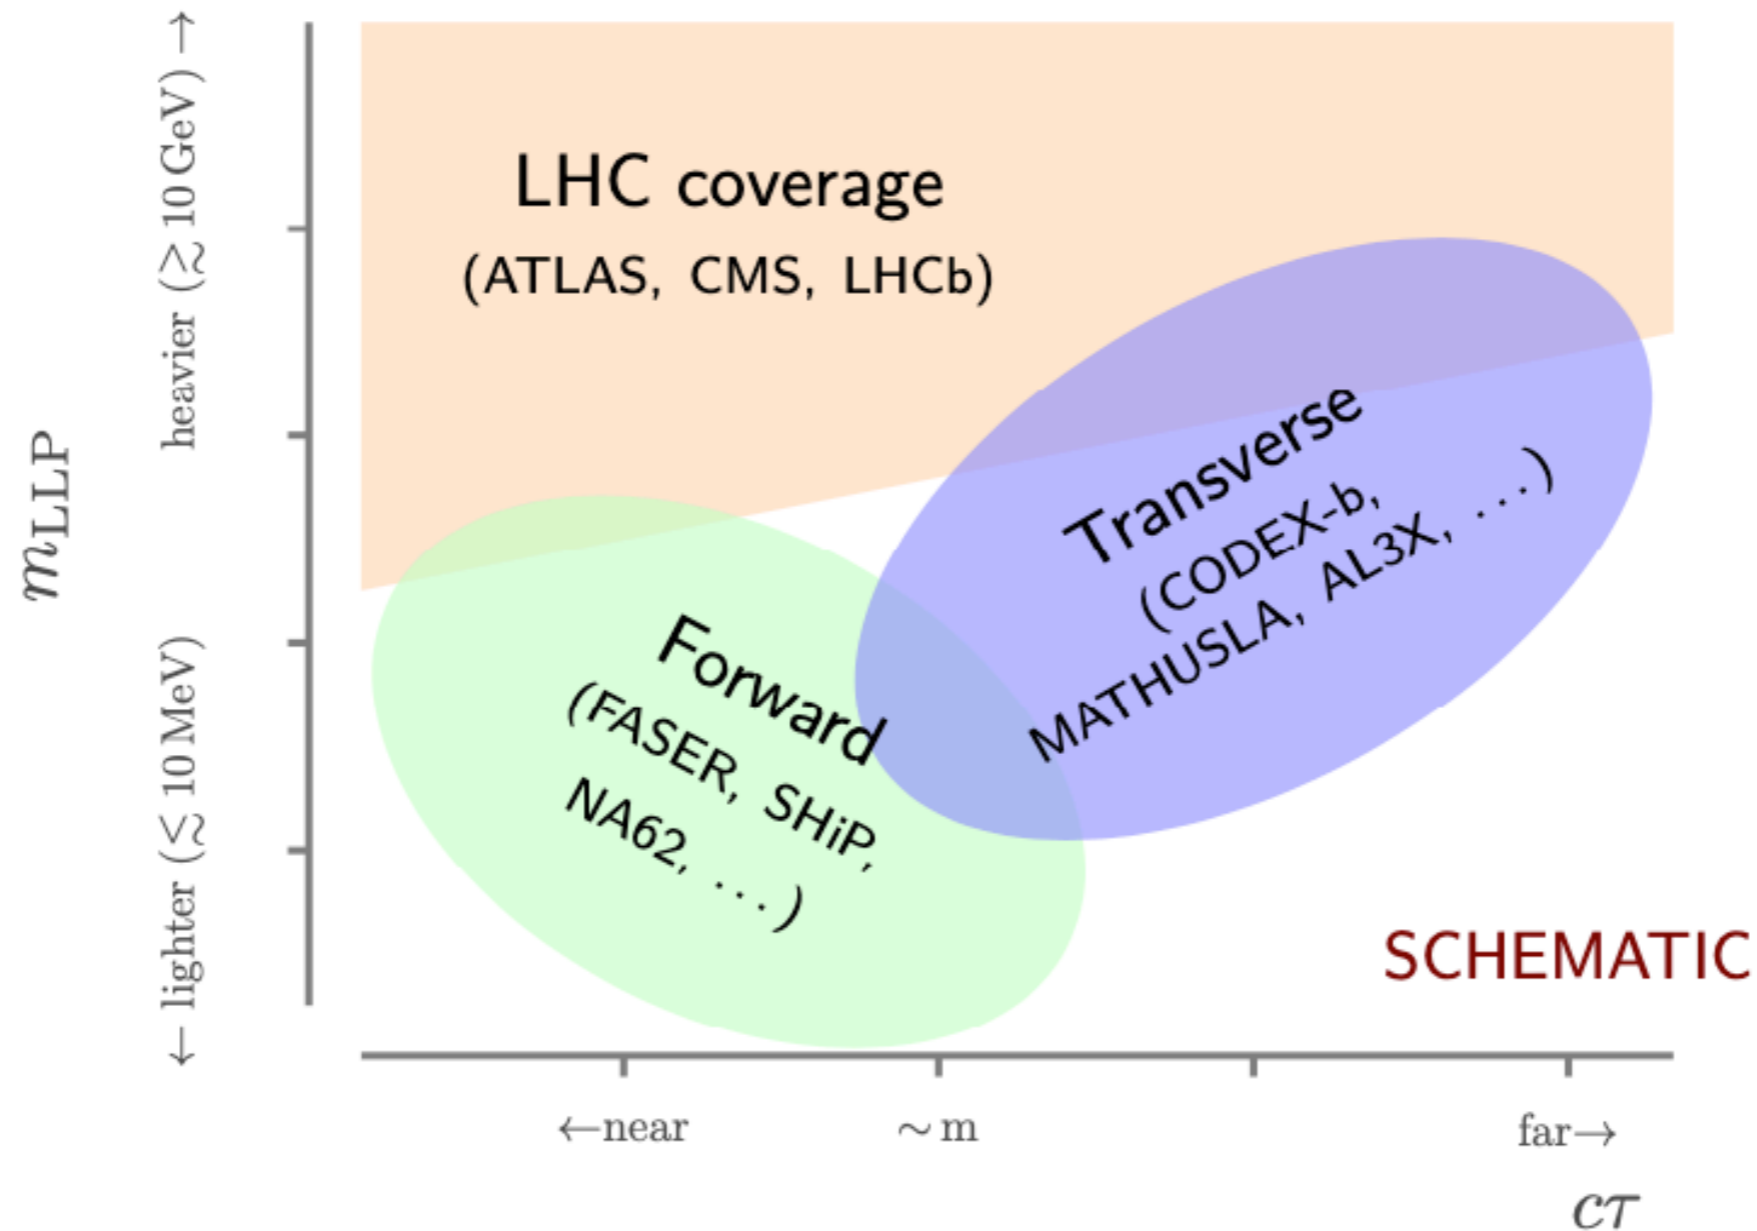 m_LLP
← lighter (≲ 10 MeV)
heavier (≳ 10 GeV) →
LHC coverage
(ATLAS, CMS, LHCb)
Transverse
(CODEX-b,
MATHUSLA, AL3X, ...)
Forward
(FASER, SHiP,
NA62, ...)
SCHEMATIC
←near
∼ m
far→
cτ